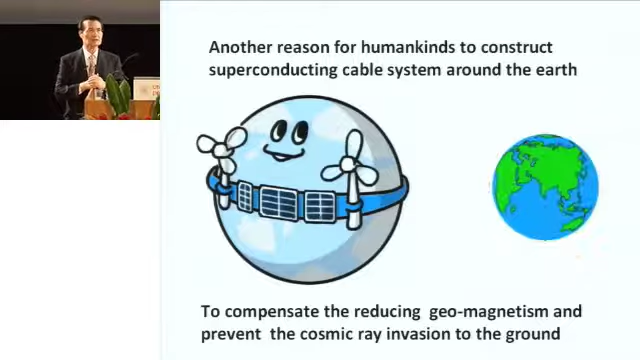 Another reason for humankinds to construct
superconducting cable system around the earth
To compensate the reducing geo-magnetism and
prevent the cosmic ray invasion to the ground